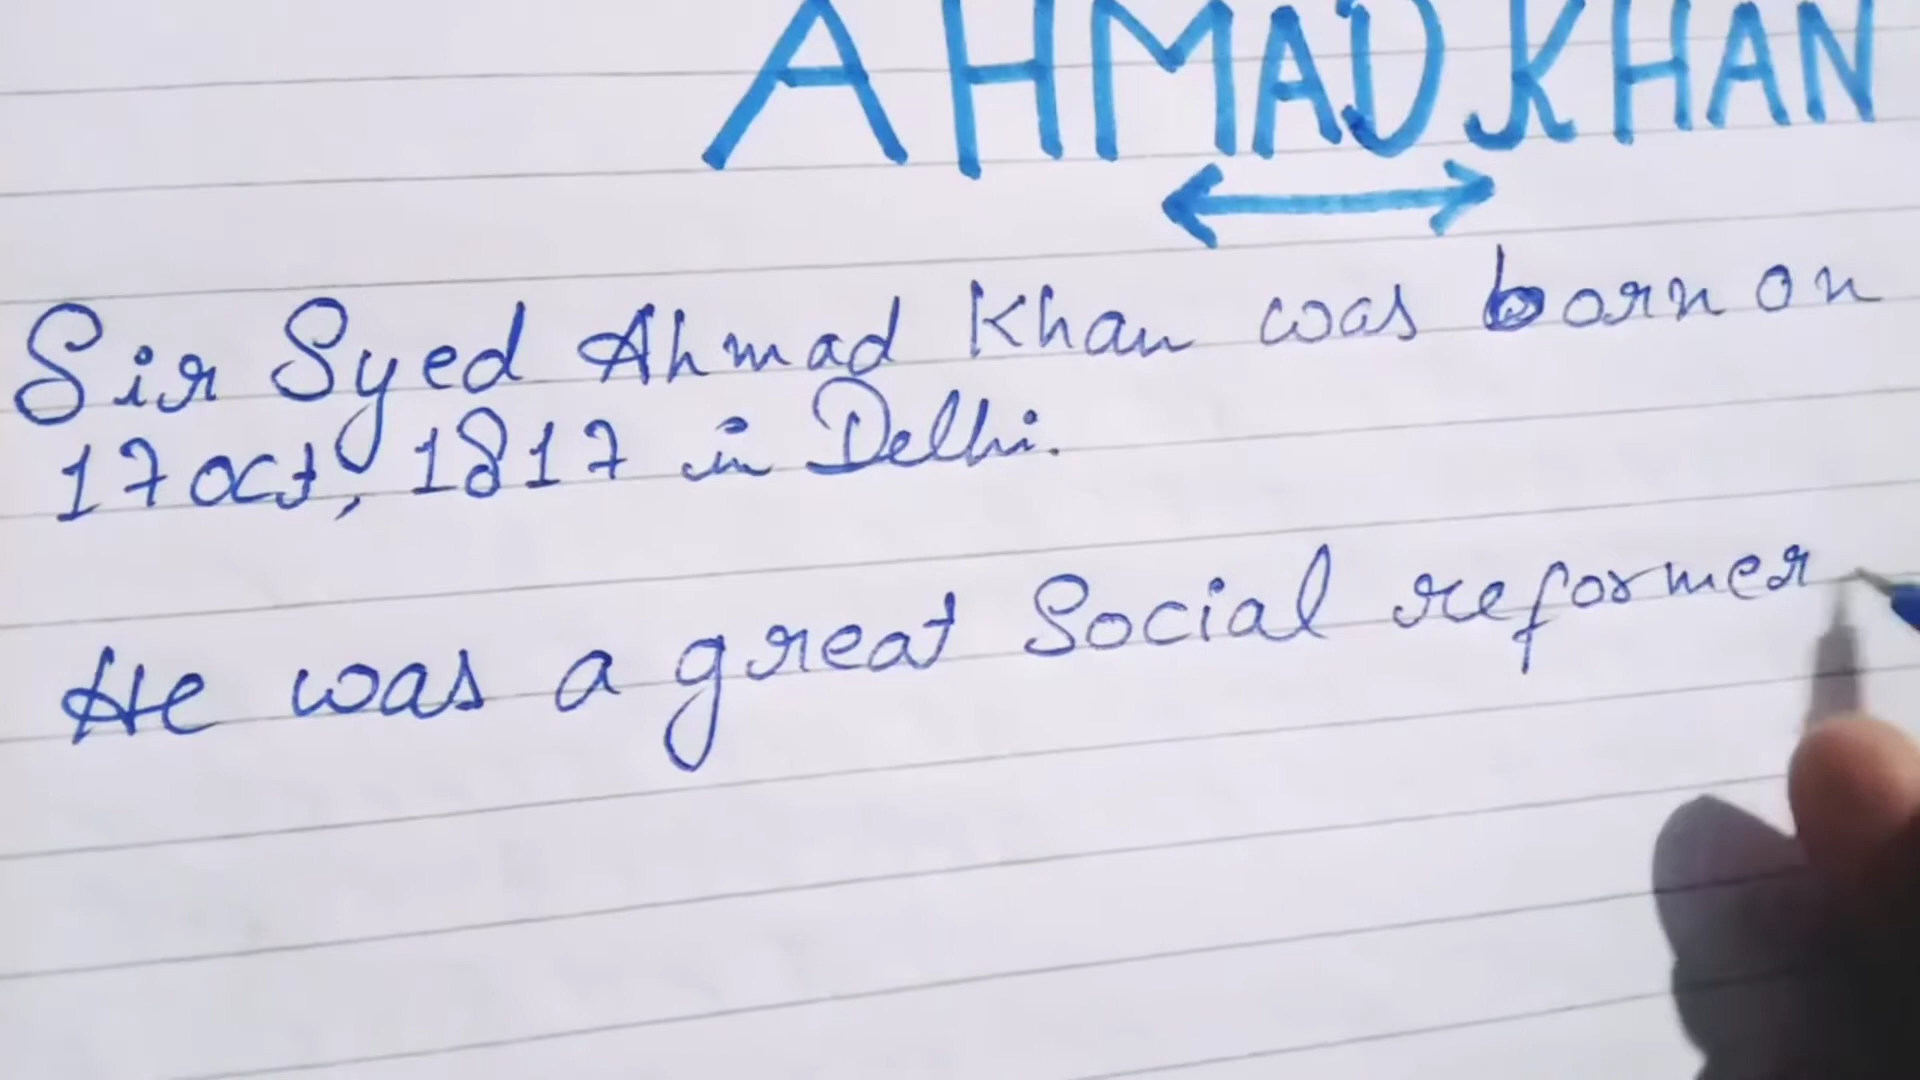 AHMAD KHAN
Sir Syed Ahmad Khan was born on
17 oct, 1817 in Delhi.
He was a great Social reformer